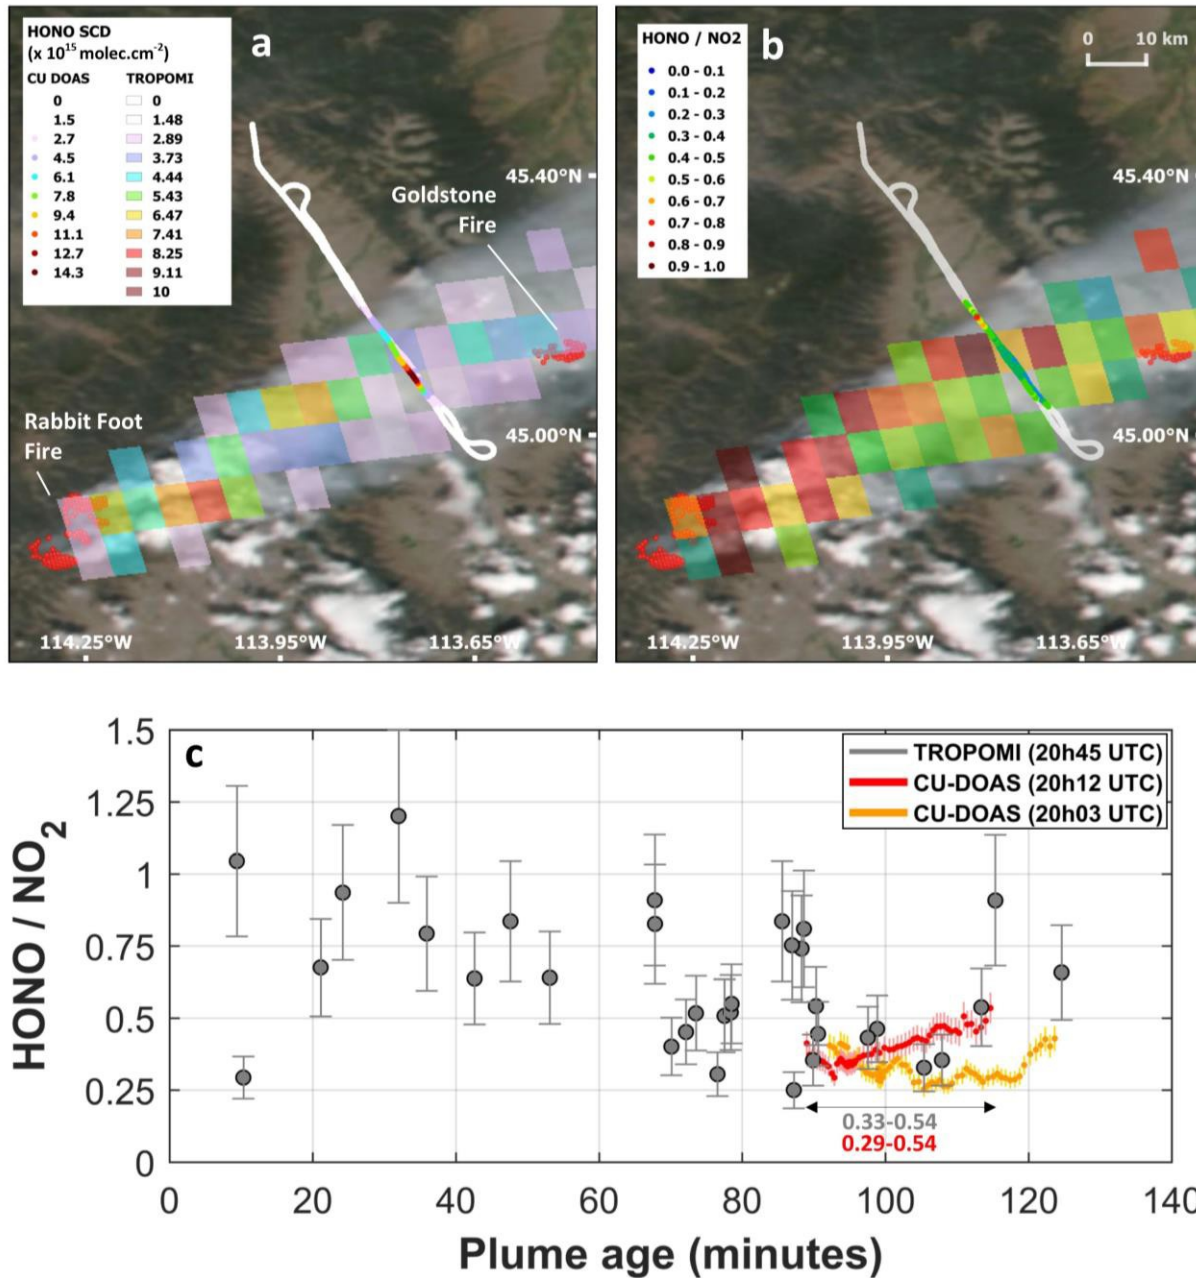 HONO SCD
(x 10¹⁵ molec.cm⁻²)
CU DOAS TROPOMI
0 0
1.5 1.48
2.7 2.89
4.5 3.73
6.1 4.44
7.8 5.43
9.4 6.47
11.1 7.41
12.7 8.25
14.3 9.11
10
a
Goldstone
Fire
45.40°N
45.00°N
Rabbit Foot
Fire
114.25°W 113.95°W 113.65°W
HONO / NO2
0.0 - 0.1
0.1 - 0.2
0.2 - 0.3
0.3 - 0.4
0.4 - 0.5
0.5 - 0.6
0.6 - 0.7
0.7 - 0.8
0.8 - 0.9
0.9 - 1.0
b
0 10 km
45.40°N
45.00°N
114.25°W 113.95°W 113.65°W
c
TROPOMI (20h45 UTC)
CU-DOAS (20h12 UTC)
CU-DOAS (20h03 UTC)
HONO / NO₂
1.5
1.25
1
0.75
0.5
0.25
0
0.33-0.54
0.29-0.54
0 20 40 60 80 100 120 140
Plume age (minutes)